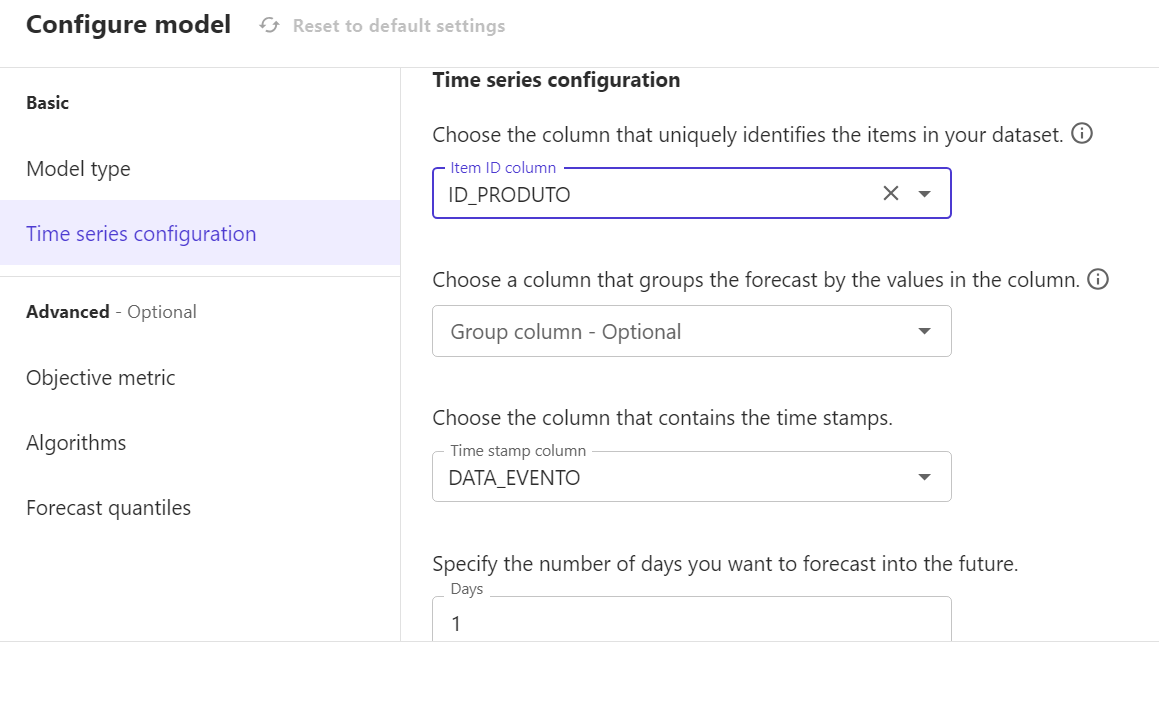 Configure model
Reset to default settings
Basic
Model type
Time series configuration
Advanced - Optional
Objective metric
Algorithms
Forecast quantiles
Time series configuration
Choose the column that uniquely identifies the items in your dataset.
Item ID column
ID_PRODUTO
Choose a column that groups the forecast by the values in the column.
Group column - Optional
Choose the column that contains the time stamps.
Time stamp column
DATA_EVENTO
Specify the number of days you want to forecast into the future.
Days
1